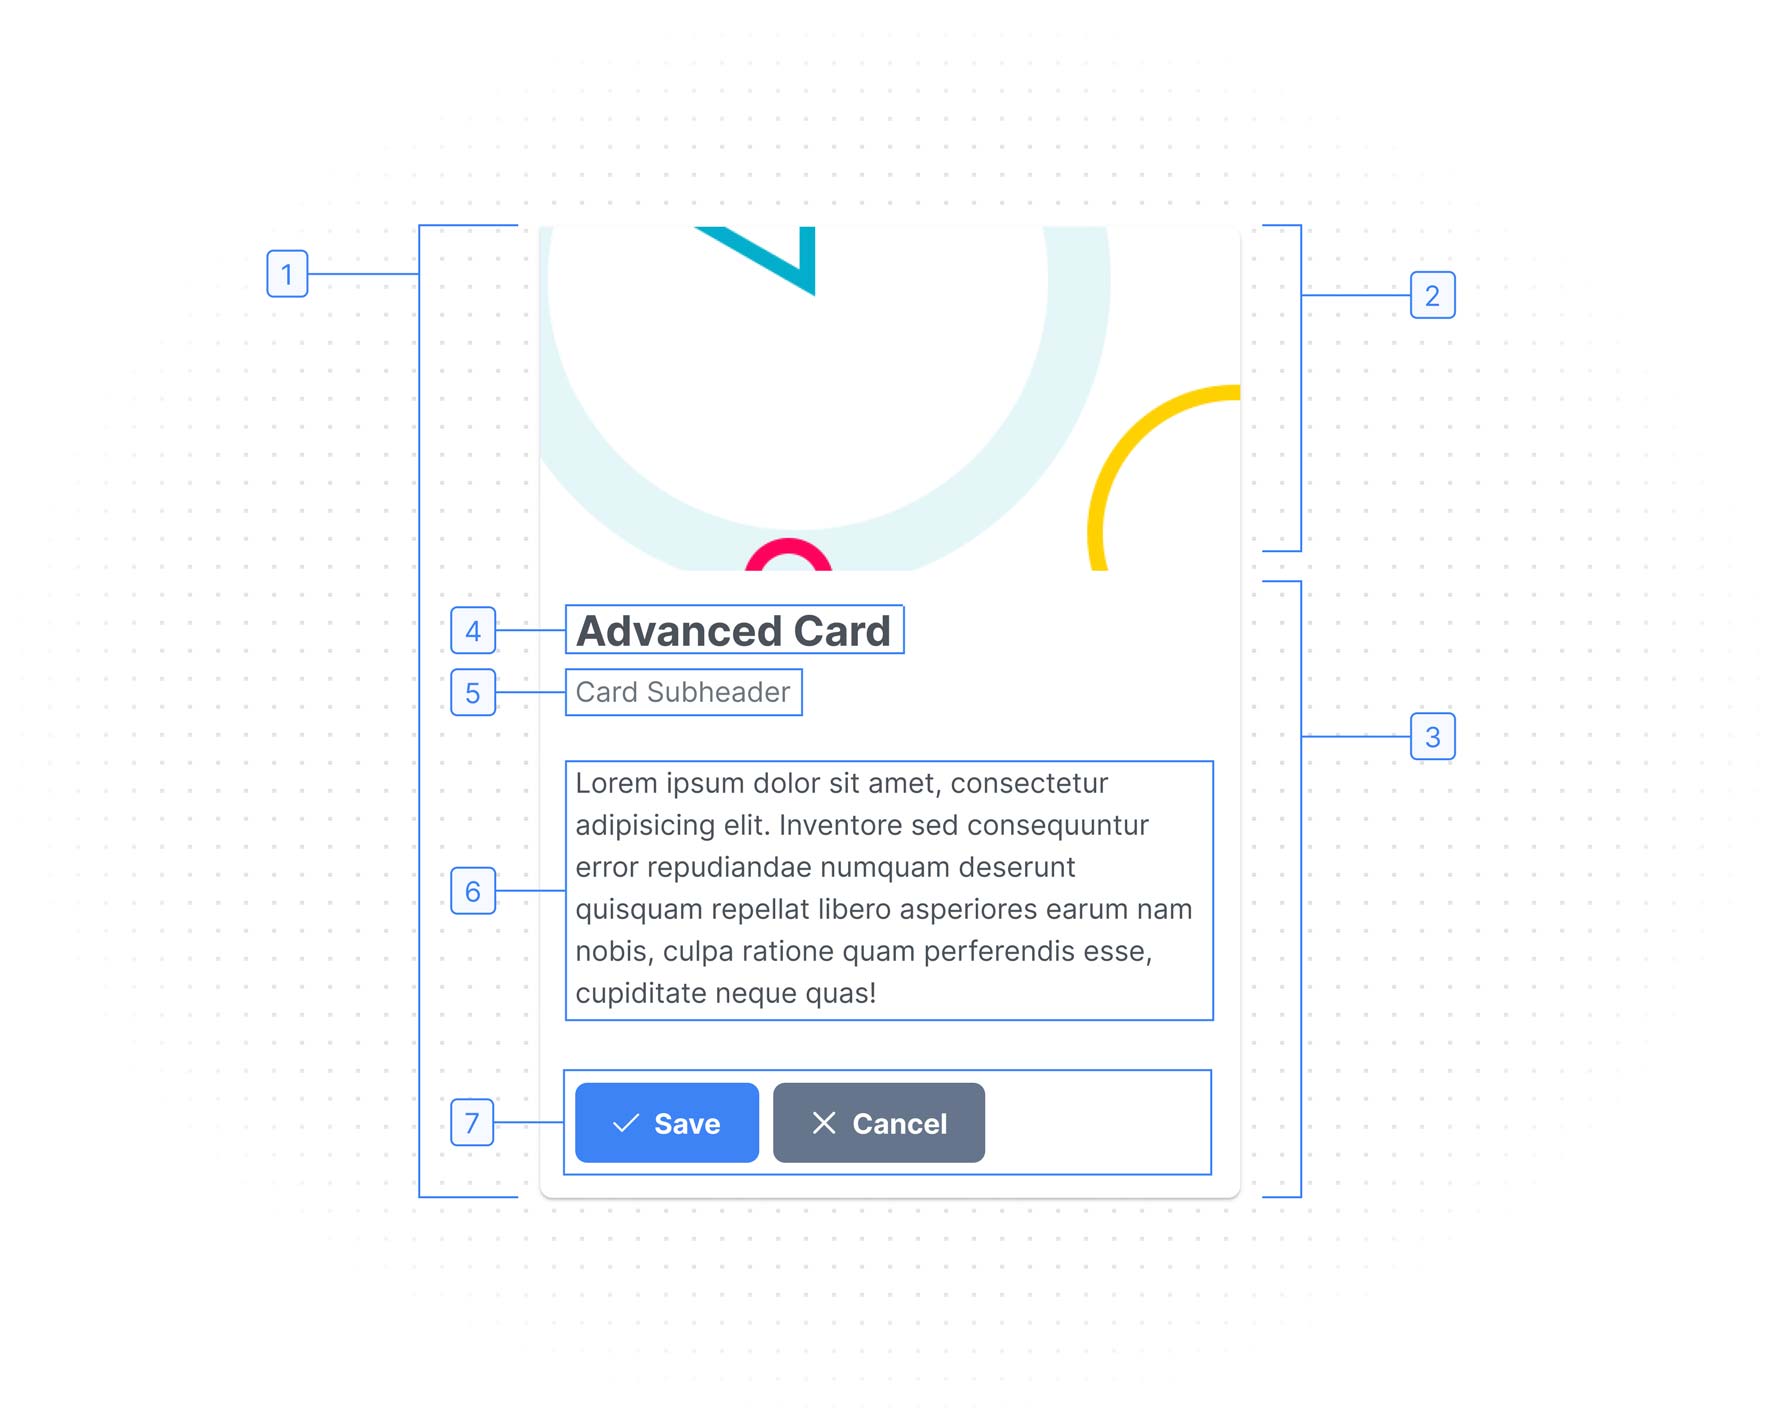 1
2
4
Advanced Card
5
Card Subheader
3
Lorem ipsum dolor sit amet, consectetur
adipisicing elit. Inventore sed consequuntur
error repudiandae numquam deserunt
6
quisquam repellat libero asperiores earum nam
nobis, culpa ratione quam perferendis esse,
cupiditate neque quas!
7
Save
Cancel